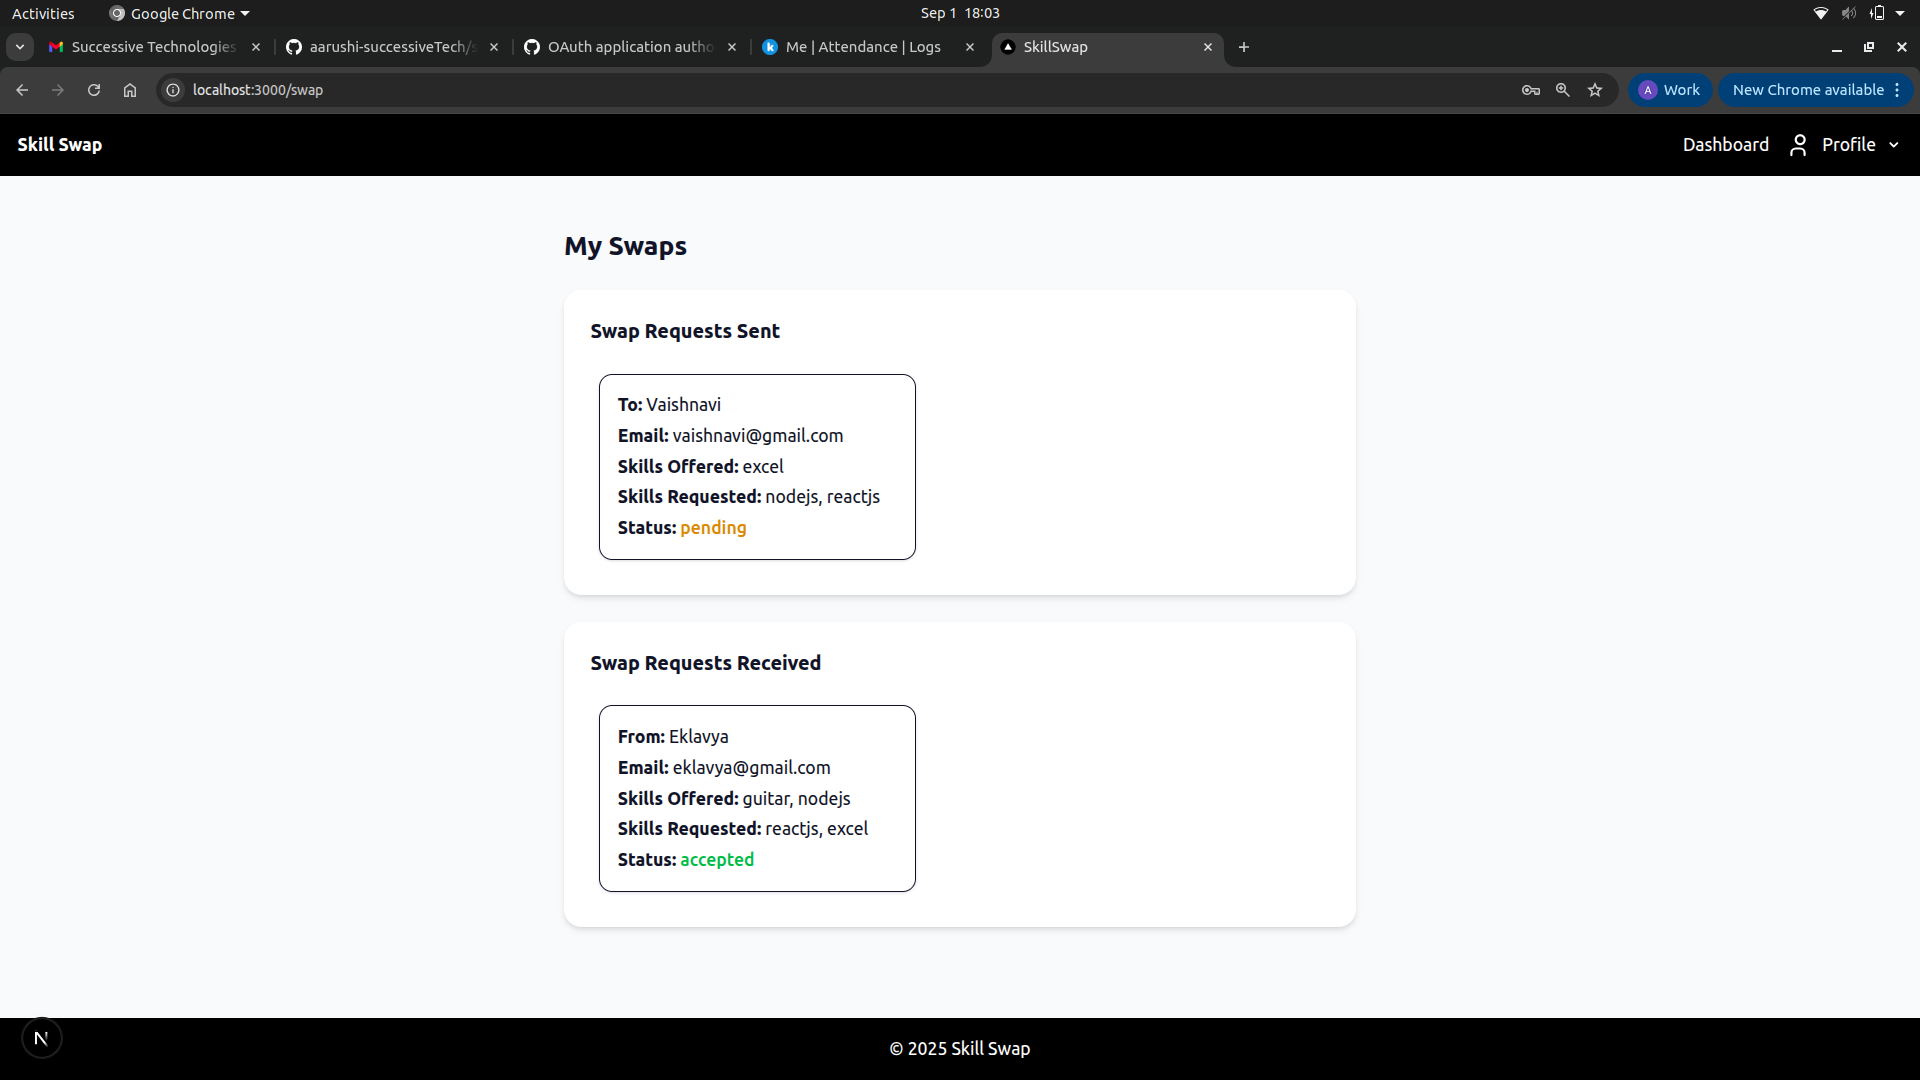 Activities Google Chrome Sep 1 18:03
Successive Technologies aarushi-successiveTech/s OAuth application autho Me | Attendance | Logs SkillSwap
localhost:3000/swap A Work New Chrome available
Skill Swap Dashboard Profile
My Swaps
Swap Requests Sent
To: Vaishnavi
Email: vaishnavi@gmail.com
Skills Offered: excel
Skills Requested: nodejs, reactjs
Status: pending
Swap Requests Received
From: Eklavya
Email: eklavya@gmail.com
Skills Offered: guitar, nodejs
Skills Requested: reactjs, excel
Status: accepted
N
© 2025 Skill Swap